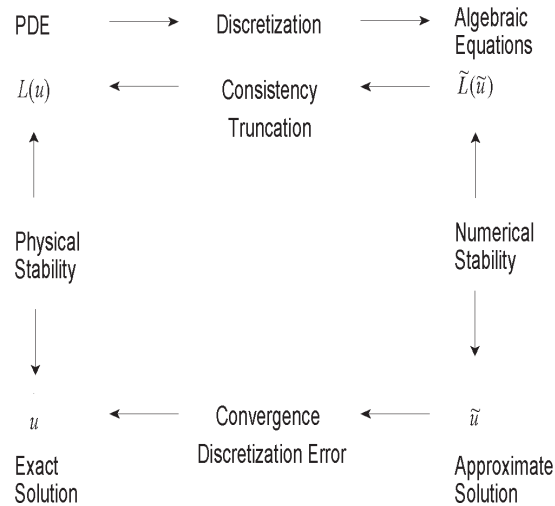 PDE Discretization Algebraic
Equations
L(u) Consistency L̃(ũ)
Truncation
Physical
Stability
Numerical
Stability
u Convergence ũ
Discretization Error
Exact
Solution
Approximate
Solution